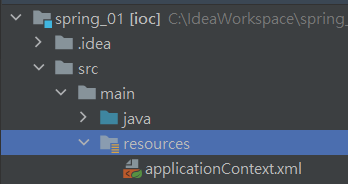 spring_01 [ioc] C:\IdeaWorkspace\spring_
.idea
src
main
java
resources
applicationContext.xml